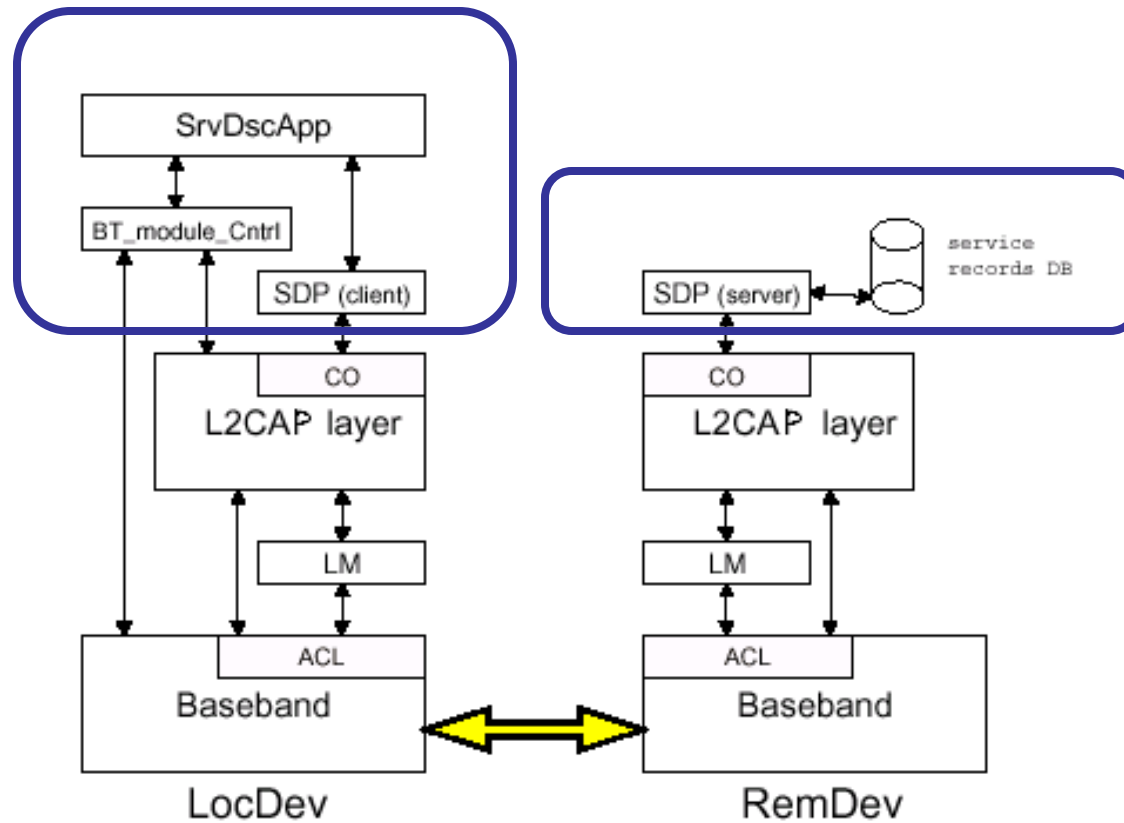 SrvDscApp
BT_module_Cntrl
SDP (client)
CO
L2CAP layer
LM
ACL
Baseband
LocDev
service
records DB
SDP (server)
CO
L2CAP layer
LM
ACL
Baseband
RemDev